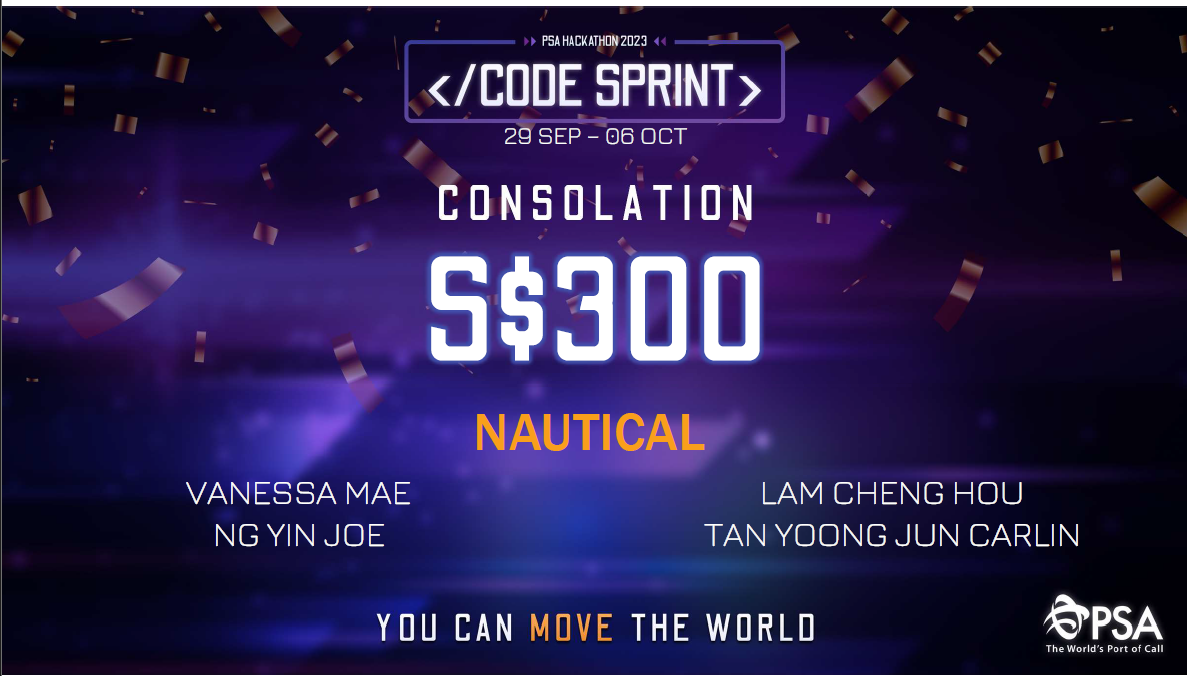 PSA HACKATHON 2023
</CODE SPRINT>
29 SEP – 06 OCT
CONSOLATION
S$300
NAUTICAL
VANESSA MAE
NG YIN JOE
LAM CHENG HOU
TAN YOONG JUN CARLIN
YOU CAN MOVE THE WORLD
PSA
The World's Port of Call